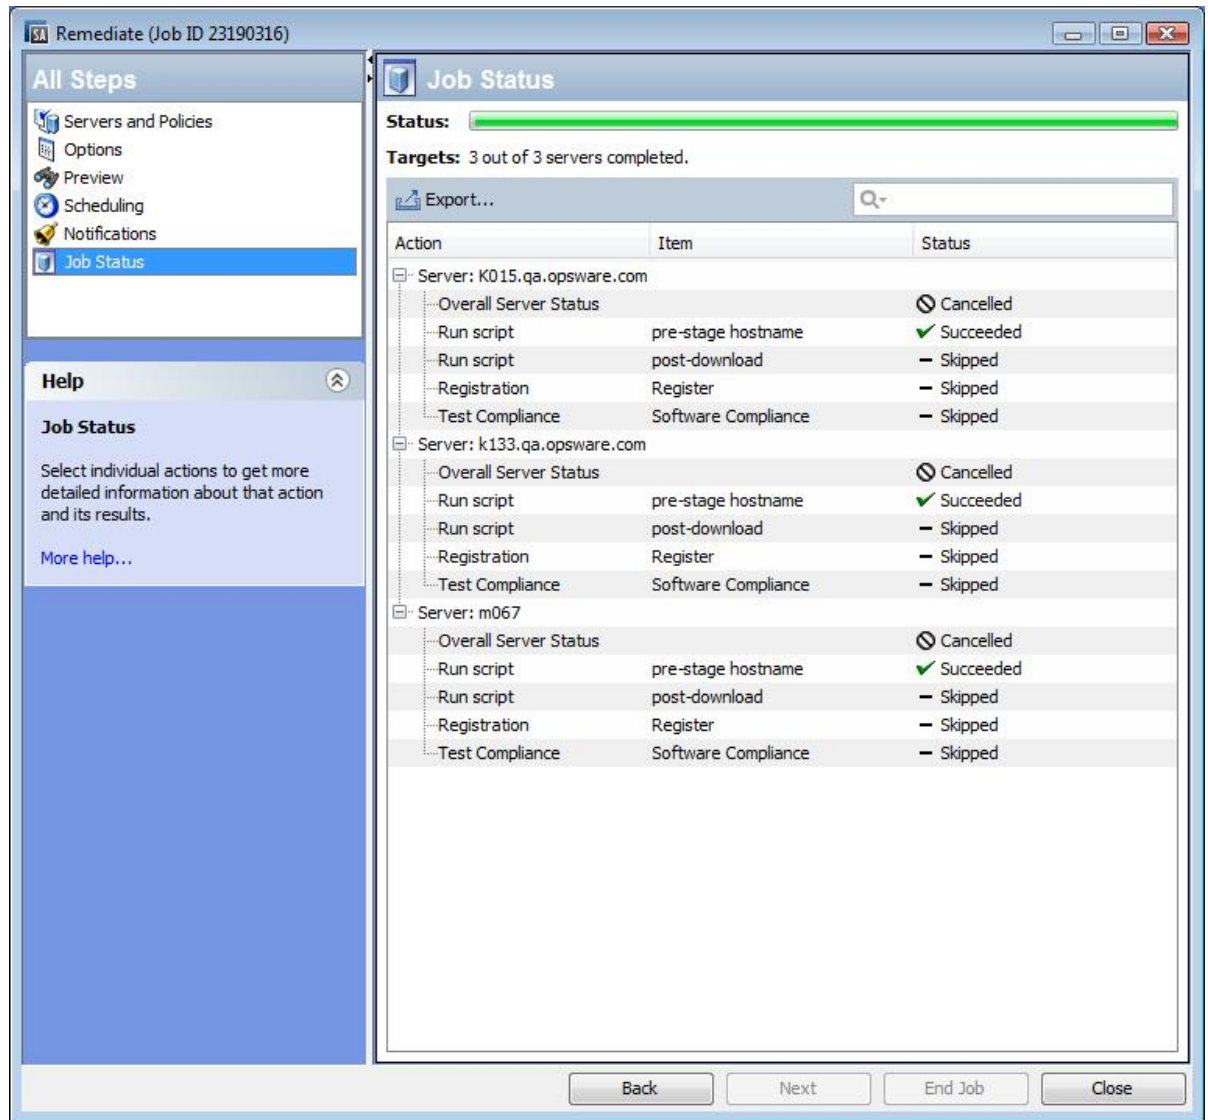 SA Remediate (Job ID 23190316)
All Steps
Servers and Policies
Options
Preview
Scheduling
Notifications
Job Status
Help
Job Status
Select individual actions to get more
detailed information about that action
and its results.
More help...
Job Status
Status:
Targets: 3 out of 3 servers completed.
Export...
Action Item Status
Server: K015.qa.opsware.com
Overall Server Status Cancelled
Run script pre-stage hostname Succeeded
Run script post-download Skipped
Registration Register Skipped
Test Compliance Software Compliance Skipped
Server: k133.qa.opsware.com
Overall Server Status Cancelled
Run script pre-stage hostname Succeeded
Run script post-download Skipped
Registration Register Skipped
Test Compliance Software Compliance Skipped
Server: m067
Overall Server Status Cancelled
Run script pre-stage hostname Succeeded
Run script post-download Skipped
Registration Register Skipped
Test Compliance Software Compliance Skipped
Back Next End Job Close